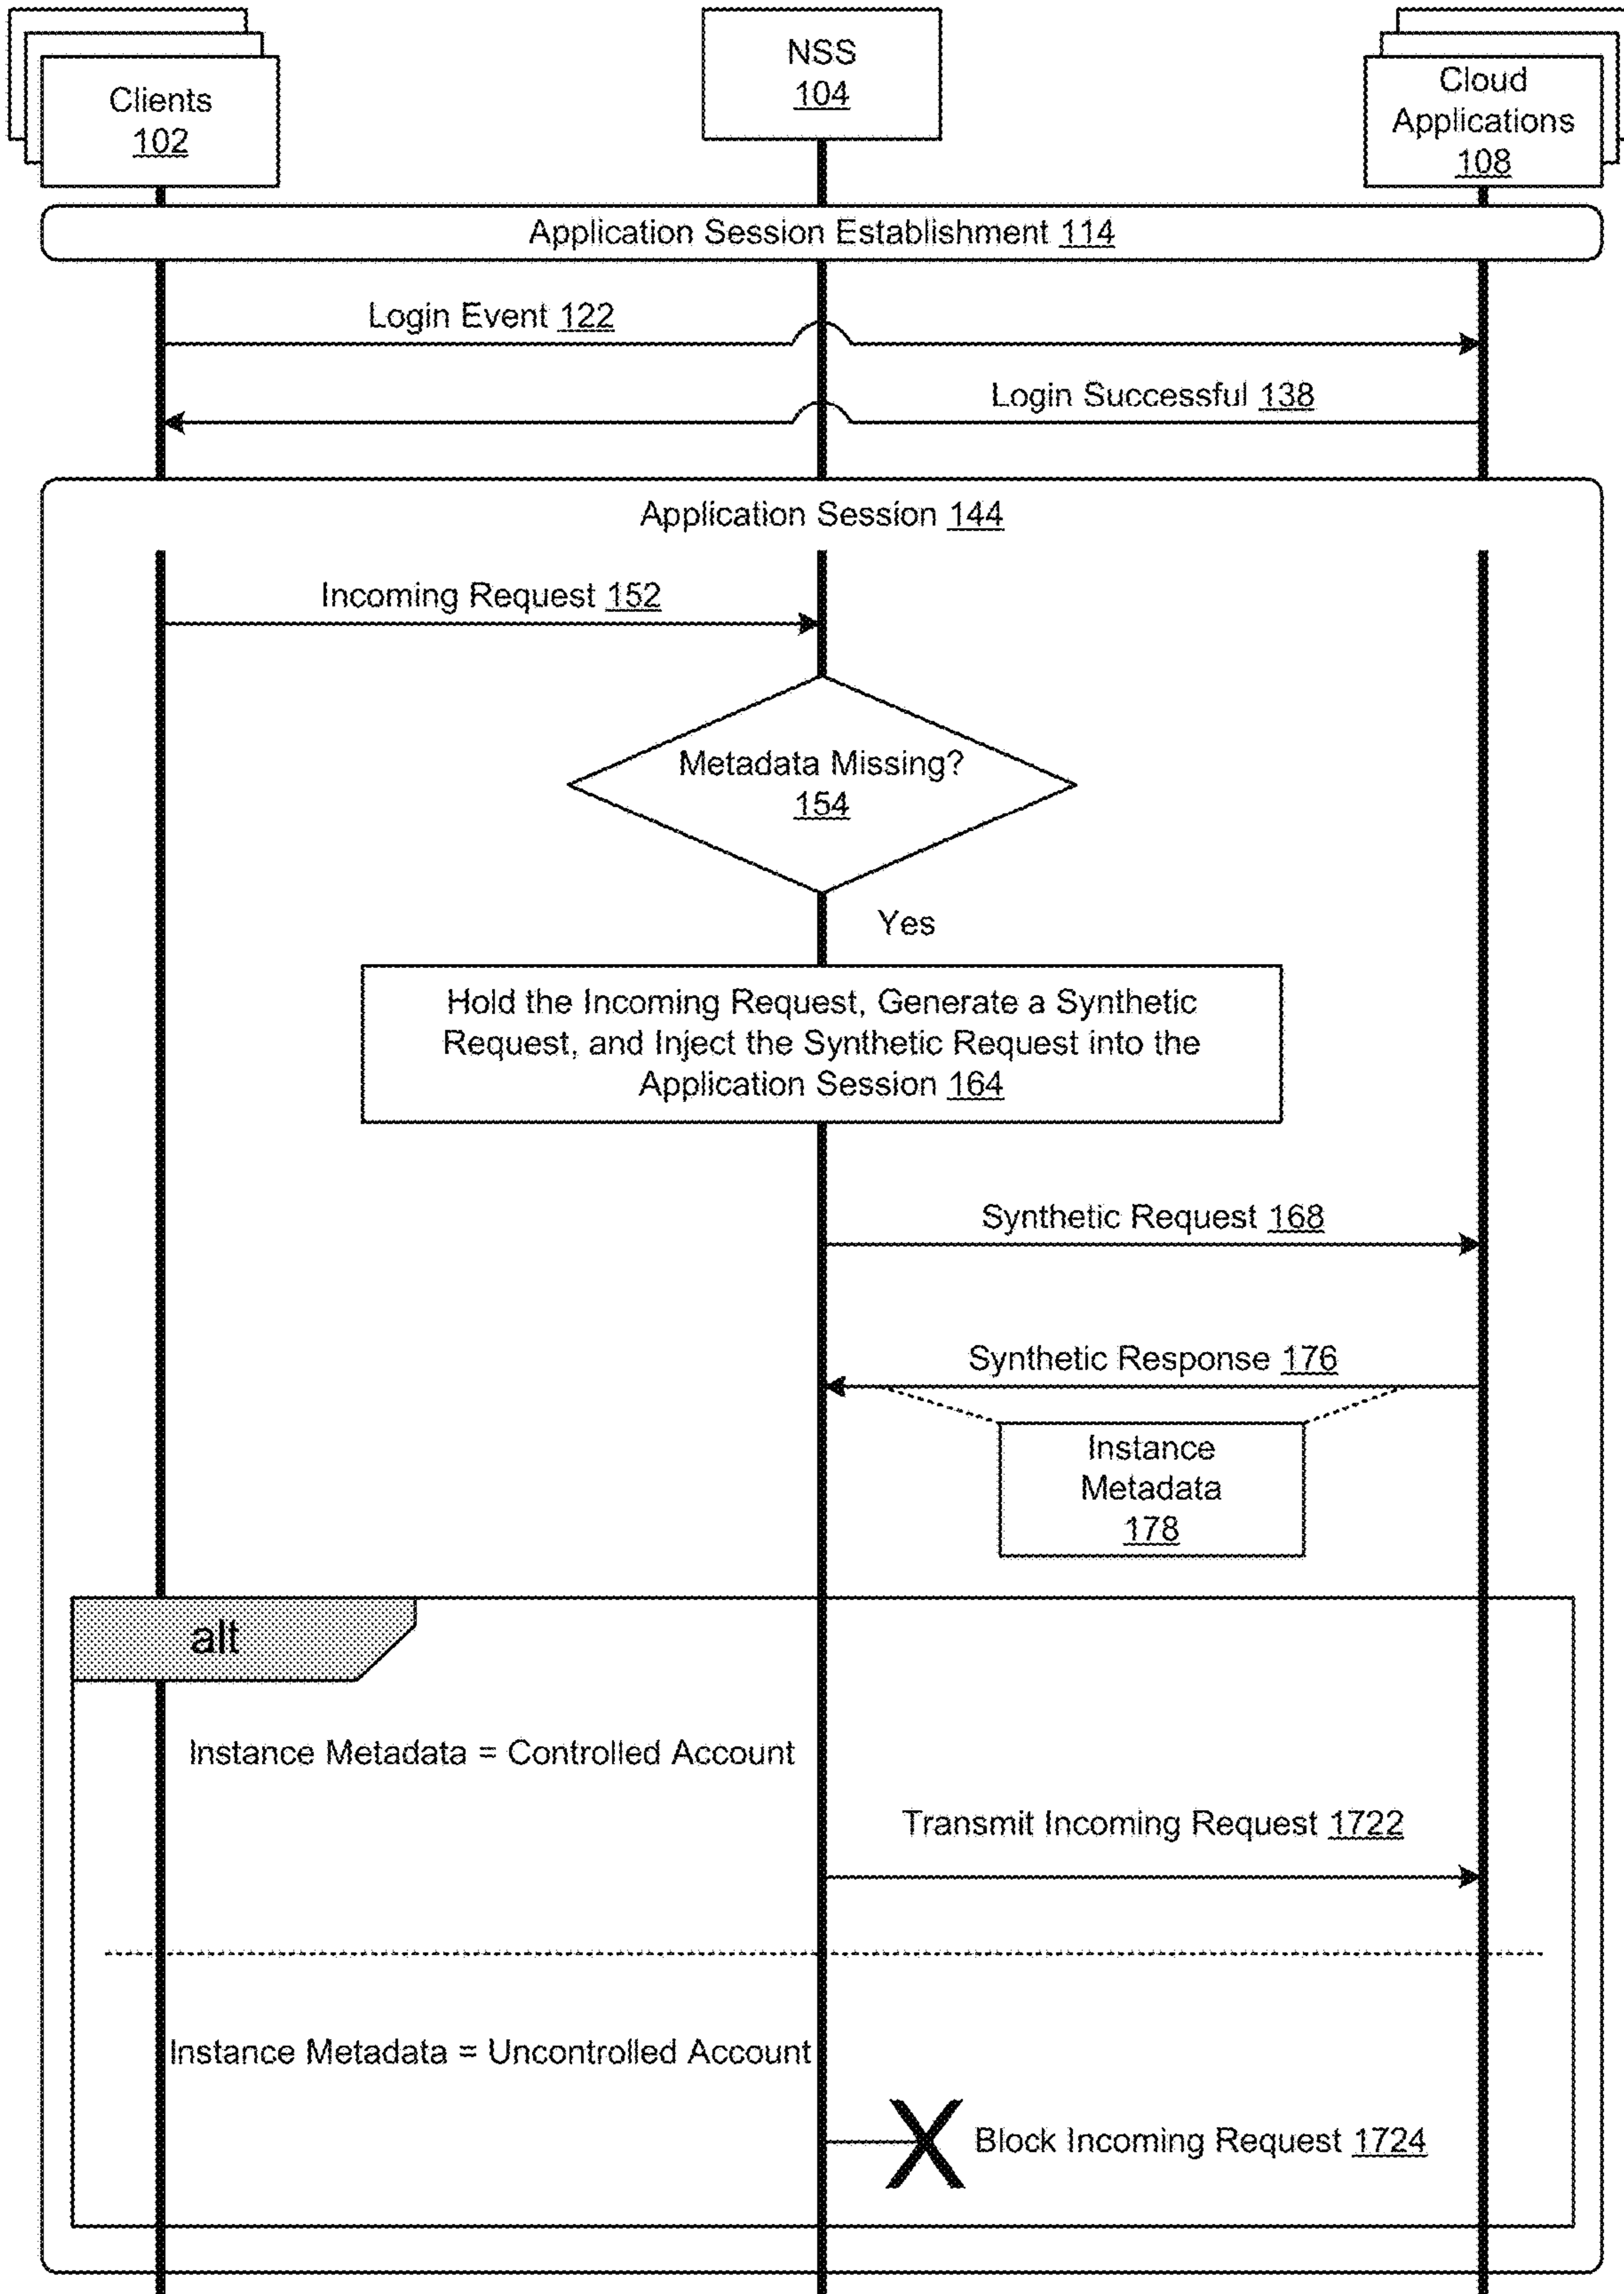 Clients
102
NSS
104
Cloud
Applications
108
Application Session Establishment 114
Login Event 122
Login Successful 138
Application Session 144
Incoming Request 152
Metadata Missing?
154
Yes
Hold the Incoming Request, Generate a Synthetic
Request, and Inject the Synthetic Request into the
Application Session 164
Synthetic Request 168
Synthetic Response 176
Instance
Metadata
178
alt
Instance Metadata = Controlled Account
Transmit Incoming Request 1722
Instance Metadata = Uncontrolled Account
Block Incoming Request 1724